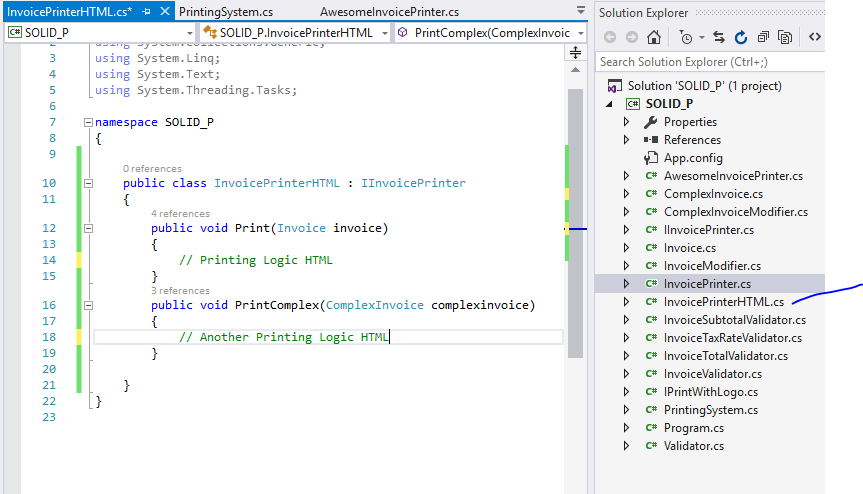 InvoicePrinterHTML.cs*
PrintingSystem.cs
AwesomeInvoicePrinter.cs
SOLID_P
SOLID_P.InvoicePrinterHTML
PrintComplex(ComplexInvoic
2 using System.Collections.Generic;
3 using System.Linq;
4 using System.Text;
5 using System.Threading.Tasks;
6
7 namespace SOLID_P
8 {
9
0 references
10 public class InvoicePrinterHTML : IInvoicePrinter
11 {
4 references
12 public void Print(Invoice invoice)
13 {
14 // Printing Logic HTML
15 }
3 references
16 public void PrintComplex(ComplexInvoice complexinvoice)
17 {
18 // Another Printing Logic HTML
19 }
20
21 }
22 }
23
Solution Explorer
Search Solution Explorer (Ctrl+;)
Solution 'SOLID_P' (1 project)
C# SOLID_P
Properties
References
App.config
C# AwesomeInvoicePrinter.cs
C# ComplexInvoice.cs
C# ComplexInvoiceModifier.cs
C# IInvoicePrinter.cs
C# Invoice.cs
C# InvoiceModifier.cs
C# InvoicePrinter.cs
C# InvoicePrinterHTML.cs
C# InvoiceSubtotalValidator.cs
C# InvoiceTaxRateValidator.cs
C# InvoiceTotalValidator.cs
C# InvoiceValidator.cs
C# IPrintWithLogo.cs
C# PrintingSystem.cs
C# Program.cs
C# Validator.cs